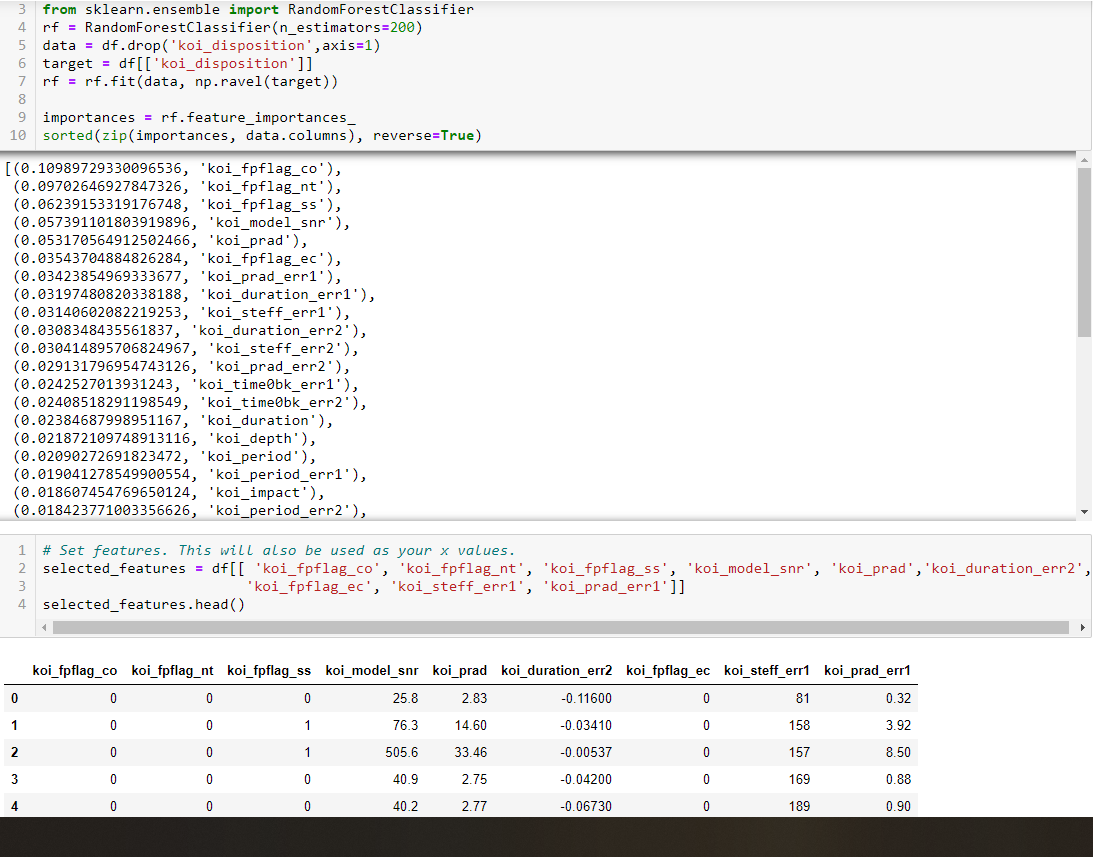 3 from sklearn.ensemble import RandomForestClassifier
4 rf = RandomForestClassifier(n_estimators=200)
5 data = df.drop('koi_disposition',axis=1)
6 target = df[['koi_disposition']]
7 rf = rf.fit(data, np.ravel(target))
8
9 importances = rf.feature_importances_
10 sorted(zip(importances, data.columns), reverse=True)
[(0.10989729330096536, 'koi_fpflag_co'),
(0.09702646927847326, 'koi_fpflag_nt'),
(0.06239153319176748, 'koi_fpflag_ss'),
(0.057391101803919896, 'koi_model_snr'),
(0.053170564912502466, 'koi_prad'),
(0.03543704884826284, 'koi_fpflag_ec'),
(0.03423854969333677, 'koi_prad_err1'),
(0.03197480820338188, 'koi_duration_err1'),
(0.03140602082219253, 'koi_steff_err1'),
(0.0308348435561837, 'koi_duration_err2'),
(0.030414895706824967, 'koi_steff_err2'),
(0.029131796954743126, 'koi_prad_err2'),
(0.0242527013931243, 'koi_time0bk_err1'),
(0.02408518291198549, 'koi_time0bk_err2'),
(0.02384687998951167, 'koi_duration'),
(0.021872109748913116, 'koi_depth'),
(0.02090272691823472, 'koi_period'),
(0.019041278549900554, 'koi_period_err1'),
(0.018607454769650124, 'koi_impact'),
(0.018423771003356626, 'koi_period_err2'),
1 # Set features. This will also be used as your x values.
2 selected_features = df[[ 'koi_fpflag_co', 'koi_fpflag_nt', 'koi_fpflag_ss', 'koi_model_snr', 'koi_prad','koi_duration_err2',
3 'koi_fpflag_ec', 'koi_steff_err1', 'koi_prad_err1']]
4 selected_features.head()
koi_fpflag_co koi_fpflag_nt koi_fpflag_ss koi_model_snr koi_prad koi_duration_err2 koi_fpflag_ec koi_steff_err1 koi_prad_err1
0 0 0 0 25.8 2.83 -0.11600 0 81 0.32
1 0 0 1 76.3 14.60 -0.03410 0 158 3.92
2 0 0 1 505.6 33.46 -0.00537 0 157 8.50
3 0 0 0 40.9 2.75 -0.04200 0 169 0.88
4 0 0 0 40.2 2.77 -0.06730 0 189 0.90